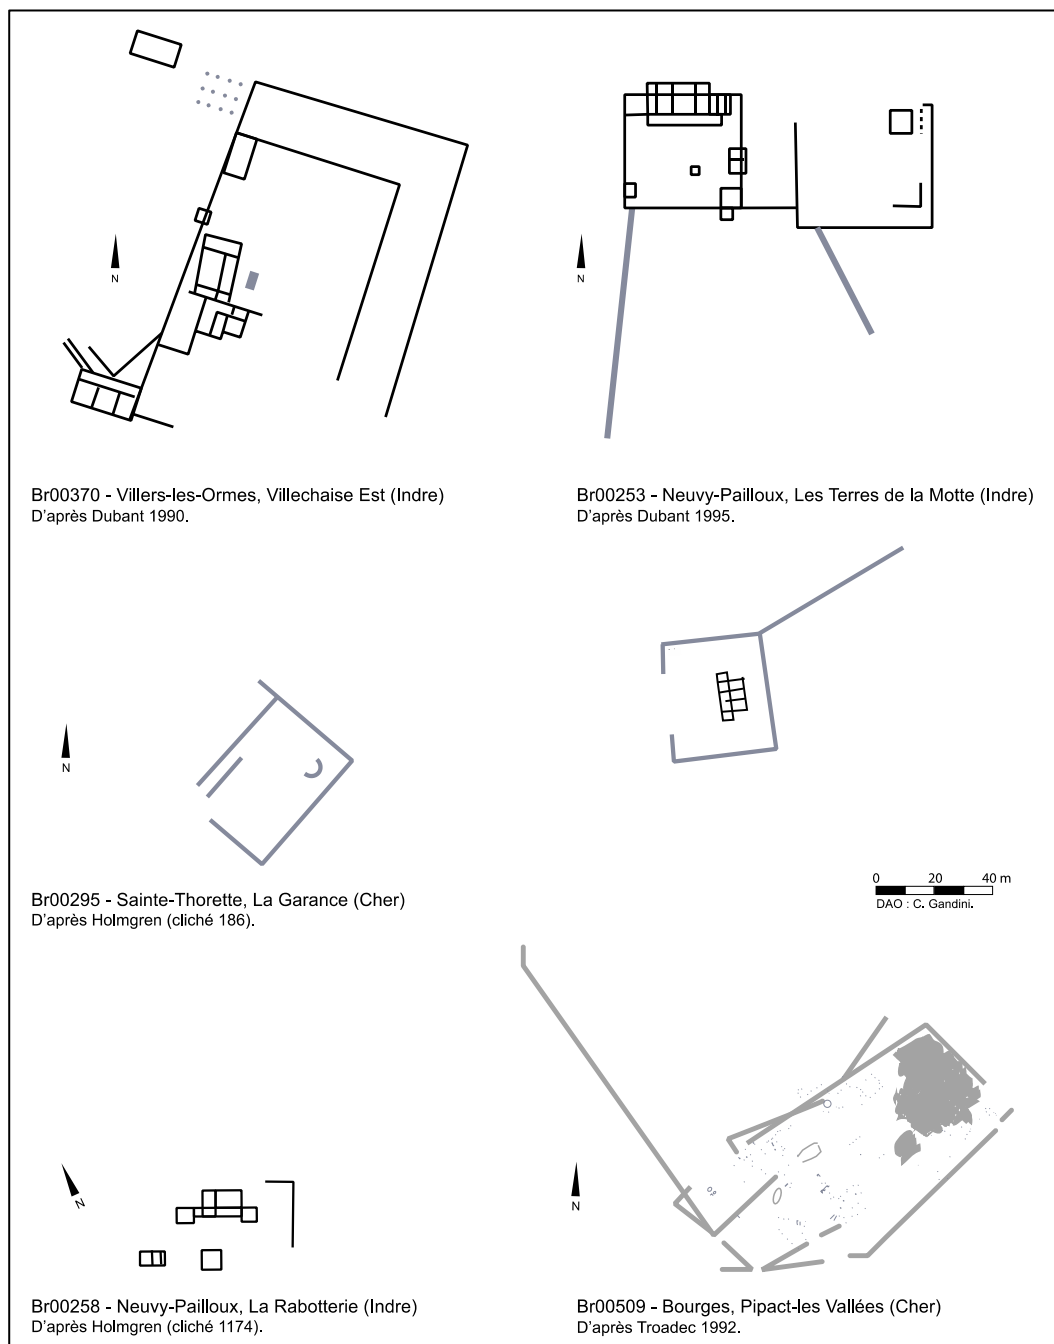 N
N
Br00370 - Villers-les-Ormes, Villechaise Est (Indre)
D'après Dubant 1990.
Br00253 - Neuvy-Pailloux, Les Terres de la Motte (Indre)
D'après Dubant 1995.
N
Br00295 - Sainte-Thorette, La Garance (Cher)
D'après Holmgren (cliché 186).
0 20 40 m
DAO : C. Gandini.
N
N
Br00258 - Neuvy-Pailloux, La Rabotterie (Indre)
D'après Holmgren (cliché 1174).
Br00509 - Bourges, Pipact-les Vallées (Cher)
D'après Troadec 1992.